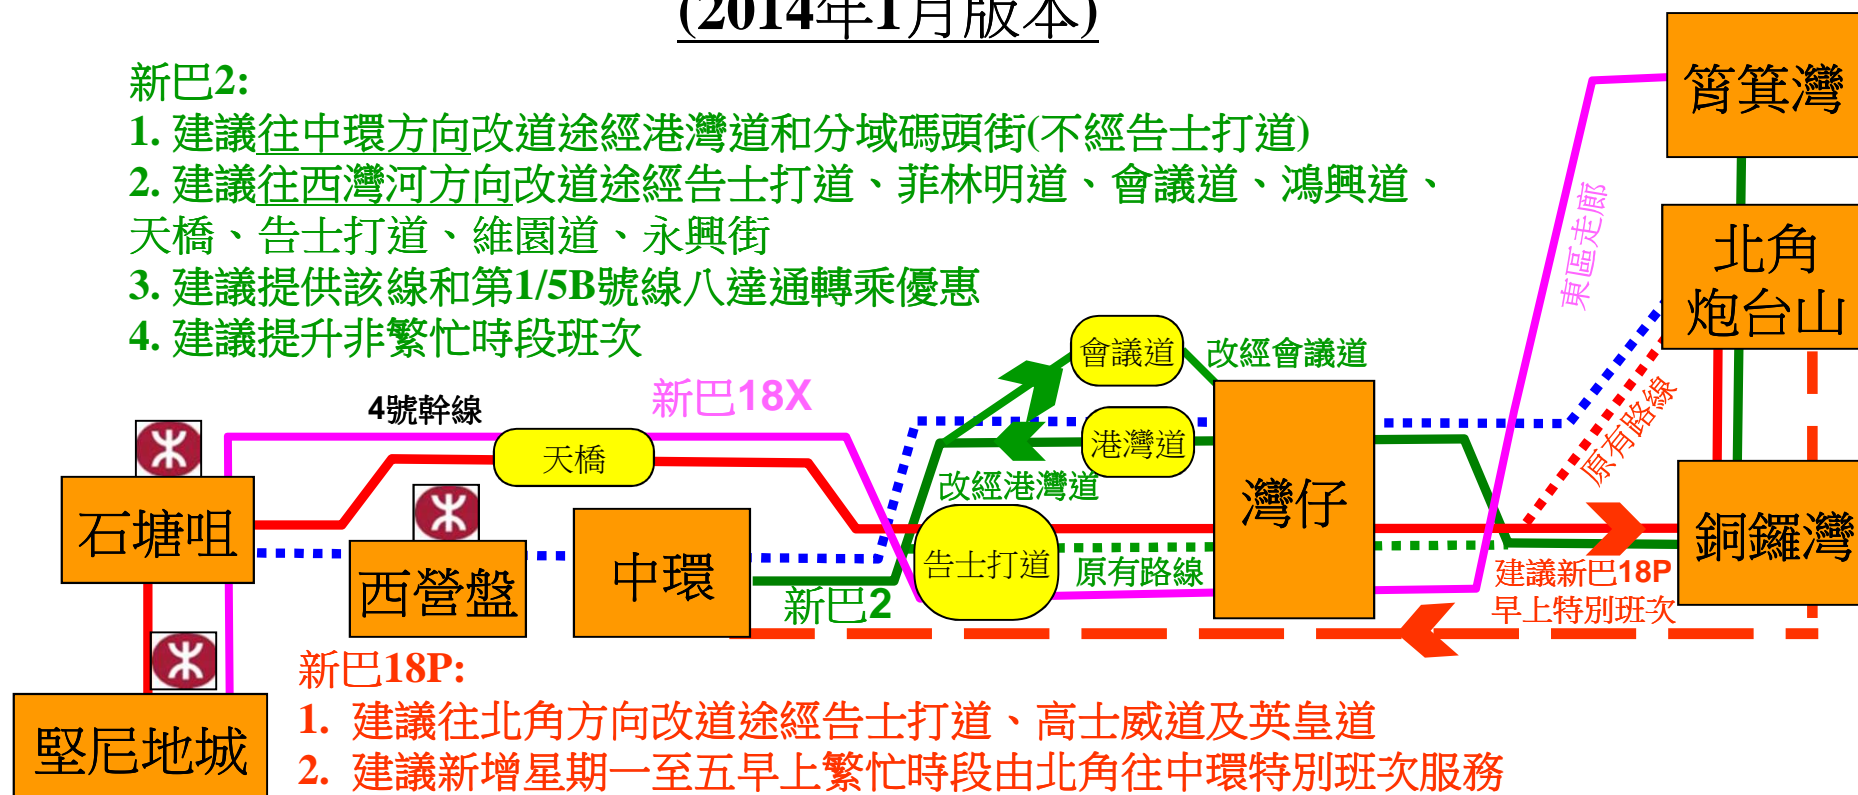 (2014年1月版本)
新巴2:
1. 建議往中環方向改道途經港灣道和分域碼頭街(不經告士打道)
2. 建議往西灣河方向改道途經告士打道、菲林明道、會議道、鴻興道、
天橋、告士打道、維園道、永興街
3. 建議提供該線和第1/5B號線八達通轉乘優惠
4. 建議提升非繁忙時段班次
筲箕灣
東區走廊
北角
炮台山
會議道
改經會議道
新巴18X
4號幹線
原有路線
天橋
港灣道
改經港灣道
石塘咀
灣仔
銅鑼灣
西營盤
中環
告士打道
原有路線
新巴2
建議新巴18P
早上特別班次
堅尼地城
新巴18P:
1. 建議往北角方向改道途經告士打道、高士威道及英皇道
2. 建議新增星期一至五早上繁忙時段由北角往中環特別班次服務